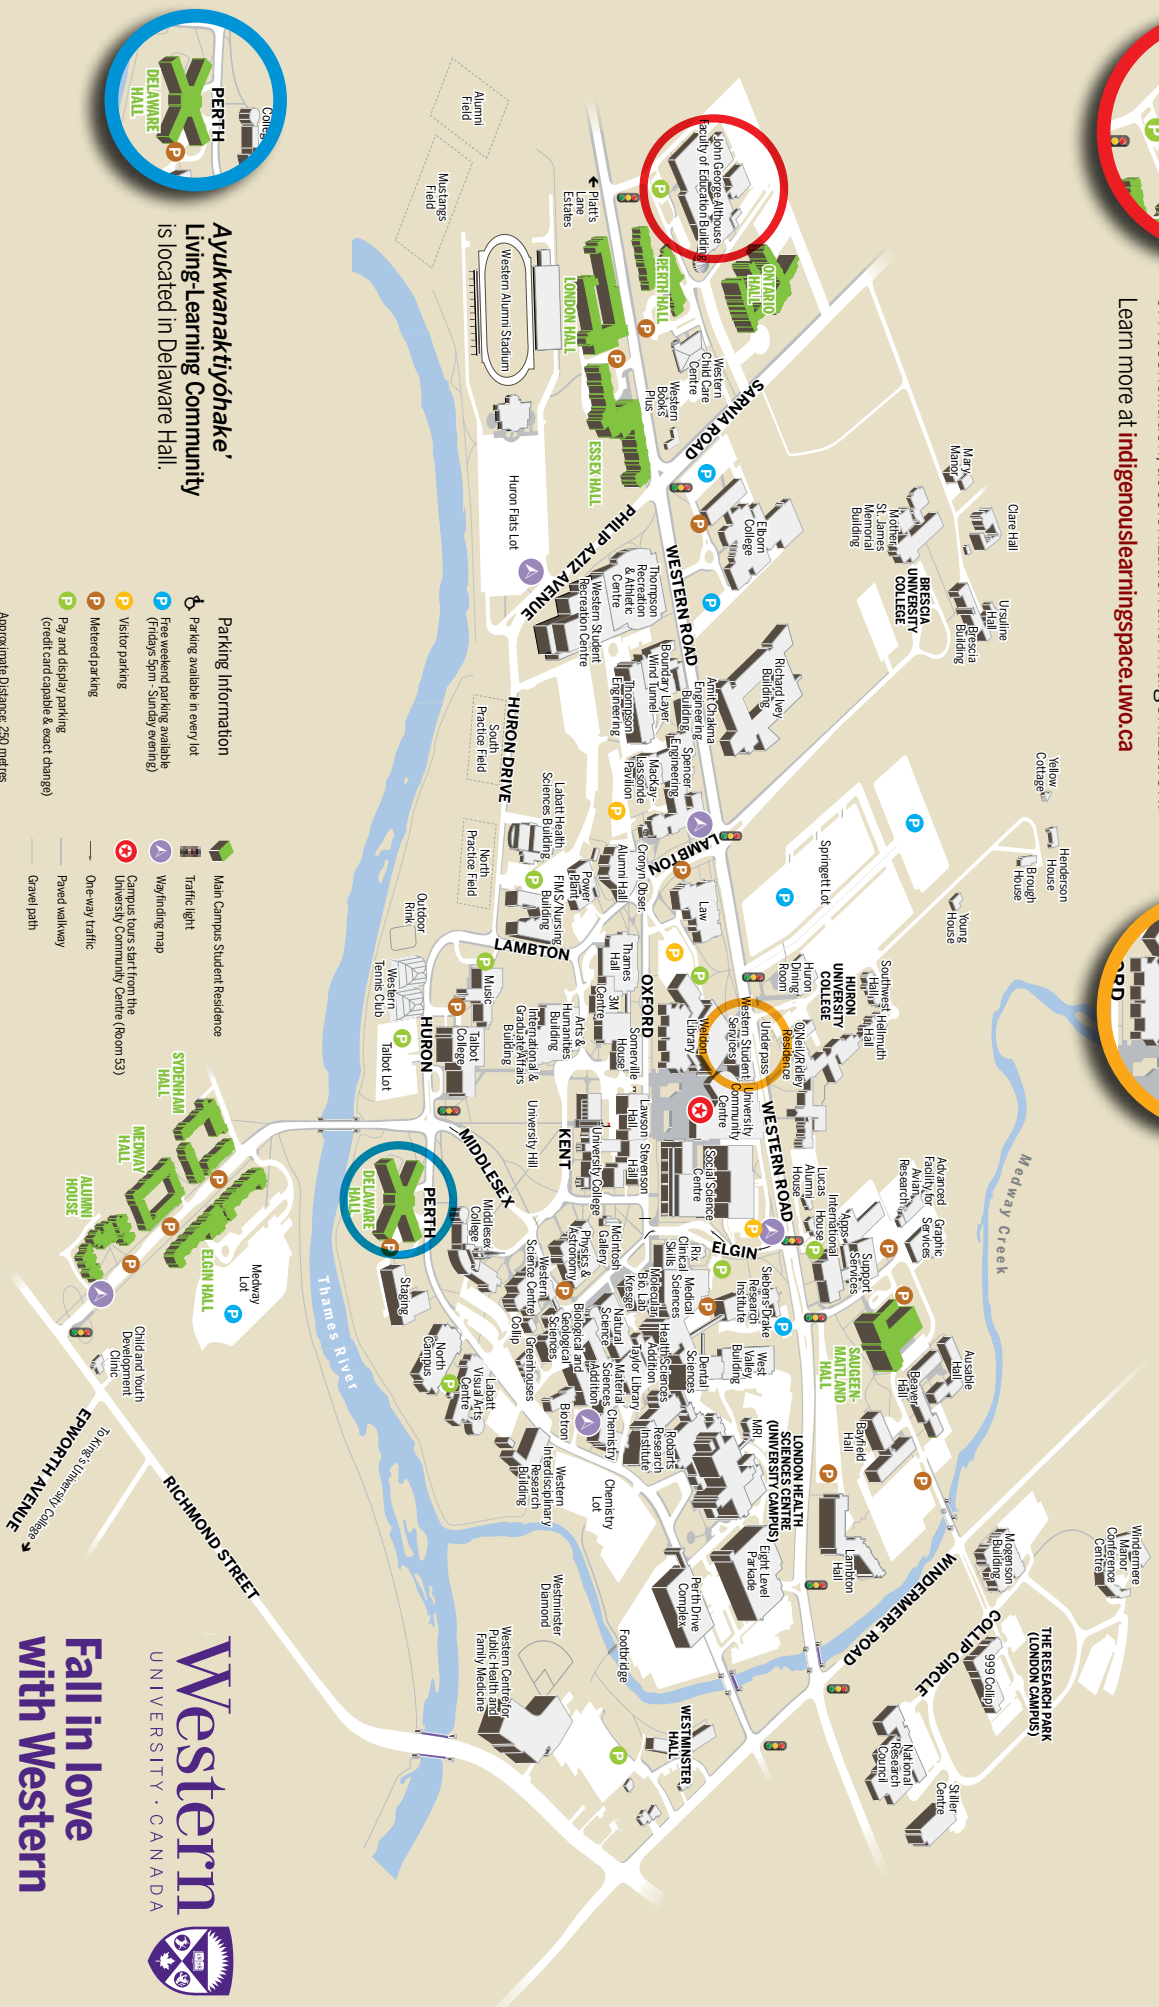 Learn more at indigenouslearningspace.uwo.ca
PERTH
DELAWARE
HALL
Ayukwanaktiyóhake'
Living-Learning Community
is located in Delaware Hall.
Alumni
Field
Mustangs
Field
Platt's
Lane
Estates
John George Althouse
Faculty of Education Building
ONTARIO
HALL
PERTH HALL
LONDON HALL
ESSEX HALL
Western Alumni Stadium
Western
Child Care
Centre
Western
Books
Plus
SARNIA ROAD
Huron Flats Lot
PHILIP AZIZ AVENUE
WESTERN ROAD
Elborn
College
Mary
Manor
Clare Hall
Mother
St. James
Memorial
Building
BRESCIA
UNIVERSITY
COLLEGE
Ursuline
Hall
Brescia
Building
Thompson
Recreation
& Athletic
Centre
Western Student
Recreation Centre
Richard Ivey
Building
Amit Chakma
Engineering
Building
Boundary Layer
Wind Tunnel
Thompson
Engineering
Spencer
Engineering
MacKay-
Lassonde
Pavilion
HURON DRIVE
South
Practice Field
North
Practice Field
Labatt Health
Sciences Building
FIMS/Nursing
Building
Power
Plant
Cronyn Obser.
Alumni Hall
LAMBTON
Law
Springett Lot
Yellow
Cottage
Henderson
House
Brough
House
Young
House
Outdoor
Rink
Western
Tennis Club
LAMBTON
Music
Thames
Hall
3M
Centre
OXFORD
Weldon
Library
Western Student
Services
Underpass
Huron
Dining
Room
HURON
UNIVERSITY
COLLEGE
Southwest
Hall
Hellmuth
Hall
O'Neil/Ridley
Residence
HURON
Talbot
College
Talbot Lot
International &
Graduate Affairs
Building
Arts &
Humanities
Building
Somerville
House
University
Community
Centre
WESTERN ROAD
University Hill
KENT
University College
Lawson
Hall
Stevenson
Hall
Social Science
Centre
Lucas
Alumni
House
International
House
Apps
Support
Services
Advanced
Facility for
Avian
Research
Graphic
Services
Medway Creek
MIDDLESEX
PERTH
DELAWARE
HALL
Middlesex
College
Physics &
Astronomy
McIntosh
Gallery
ELGIN
Rix
Clinical
Skills
Medical
Sciences
Siebens-Drake
Research
Institute
Molecular
Bio. Lab
Kresge
Western
Science Centre
Collip
Biological and
Geological
Sciences
Natural
Science
Health Sciences
Addition
Taylor Library
Dental
Sciences
West
Valley
Building
SAUGEEN-
MAITLAND
HALL
Ausable
Hall
Beaver
Hall
Bayfield
Hall
Staging
North
Campus
Labatt
Visual Arts
Centre
Greenhouses
Biotron
Material
Sciences
Addition
Chemistry
Robarts
Research
Institute
MRI
LONDON HEALTH
SCIENCES CENTRE
(UNIVERSITY CAMPUS)
Western
Interdisciplinary
Research
Building
Chemistry
Lot
Eight Level
Parkade
Lambton
Hall
WINDERMERE ROAD
Mogenson
Building
Windermere
Manor
Conference
Centre
COLLIP CIRCLE
999 Collip
THE RESEARCH PARK
(LONDON CAMPUS)
Perth Drive
Complex
Westminster
Diamond
Footbridge
Western Centre for
Public Health and
Family Medicine
WESTMINSTER
HALL
National
Research
Council
Stiller
Centre
SYDENHAM
HALL
MEDWAY
HALL
ALUMNI
HOUSE
ELGIN HALL
Medway
Lot
Thames River
Child and Youth
Development
Clinic
To King's University College
EPWORTH AVENUE
RICHMOND STREET
Parking Information
Parking available in every lot
Free weekend parking available
(Fridays 5pm - Sunday evening)
Visitor parking
Metered parking
Pay and display parking
(credit card capable & exact change)
Approximate Distance: 250 metres
Main Campus Student Residence
Traffic light
Wayfinding map
Campus tours start from the
University Community Centre (Room 53)
One-way traffic
Paved walkway
Gravel path
Western
UNIVERSITY · CANADA
Fall in love
with Western